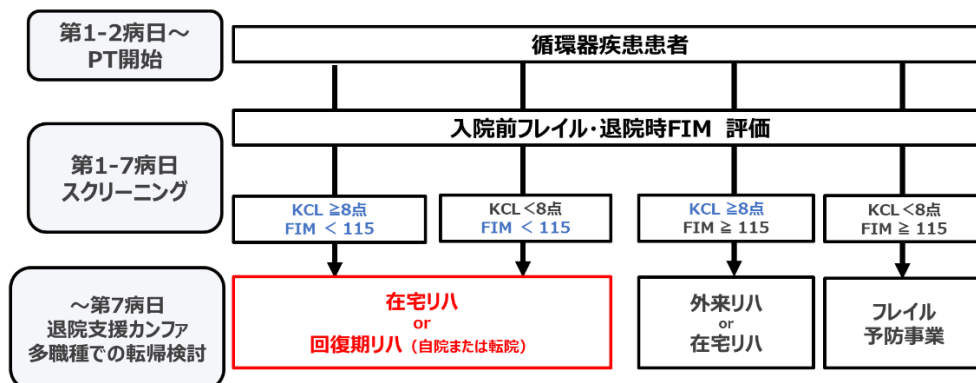 第1-2病日～
PT開始
循環器疾患患者
入院前フレイル・退院時FIM 評価
第1-7病日
スクリーニング
KCL ≧8点
FIM ＜ 115
KCL＜8点
FIM ＜ 115
KCL≧8点
FIM ≧ 115
KCL＜8点
FIM ≧ 115
～第7病日
退院支援カンファ
多職種での転帰検討
在宅リハ
or
回復期リハ（自院または転院）
外来リハ
or
在宅リハ
フレイル
予防事業